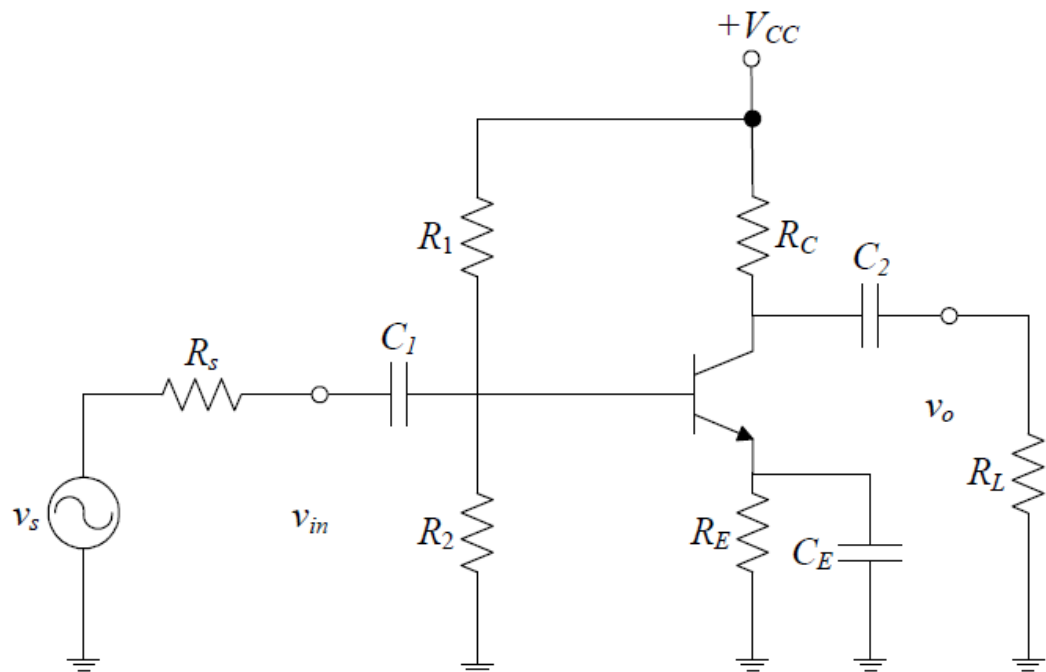 +V_CC
R_1
R_C
C_2
C_1
R_s
v_o
R_L
v_s
v_in
R_2
R_E
C_E